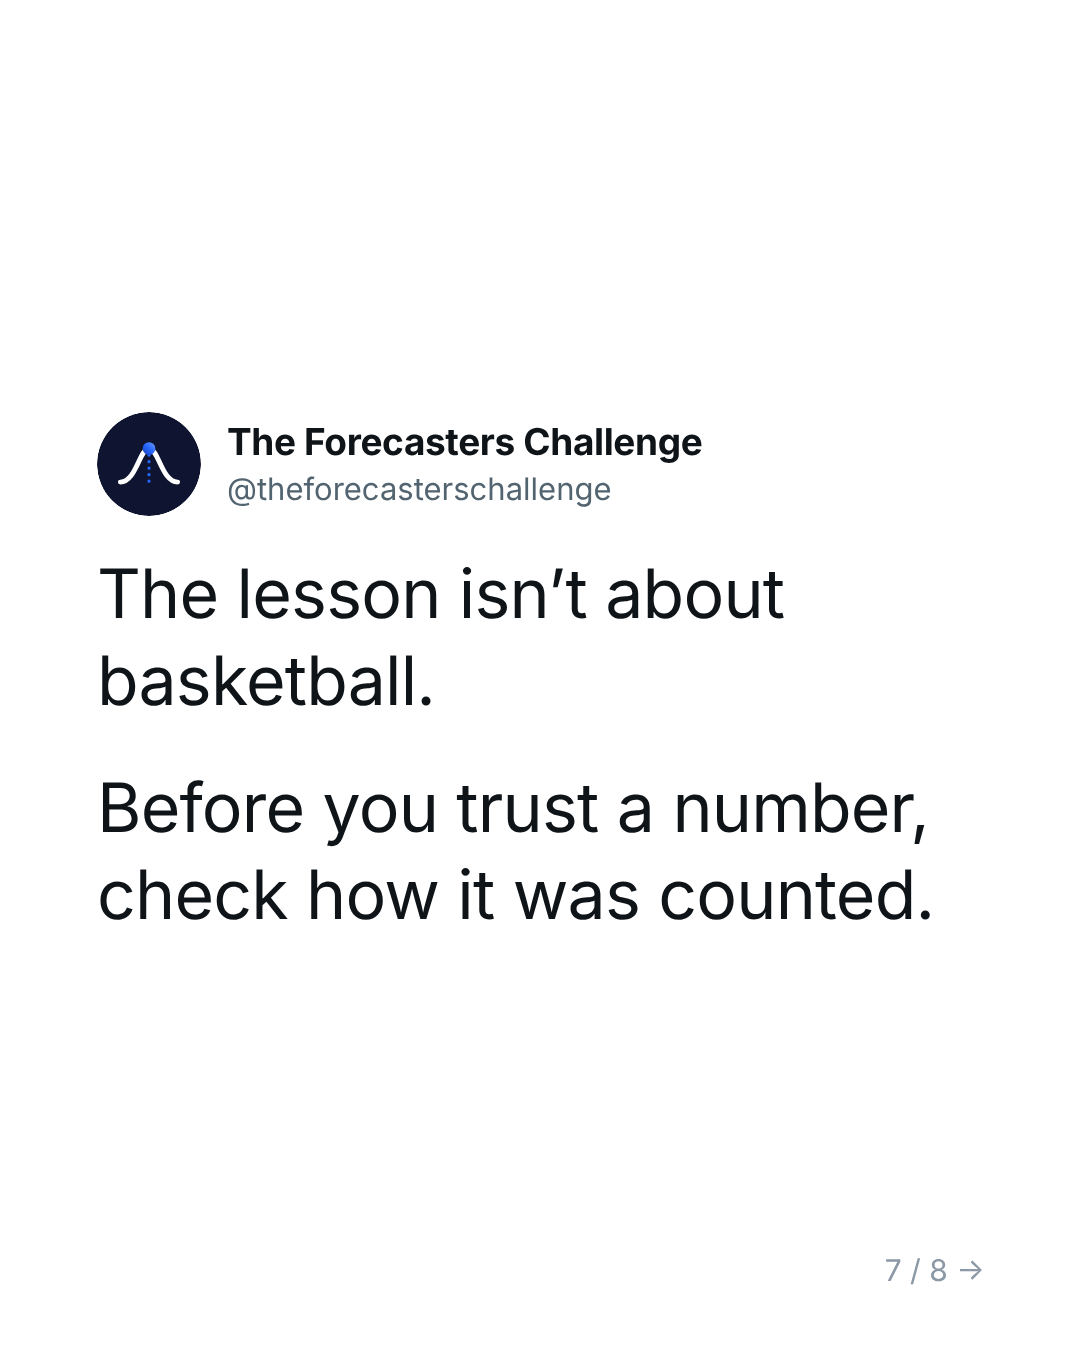 The Forecasters Challenge
@theforecasterschallenge
The lesson isn’t about
basketball.
Before you trust a number,
check how it was counted.
7 / 8 →